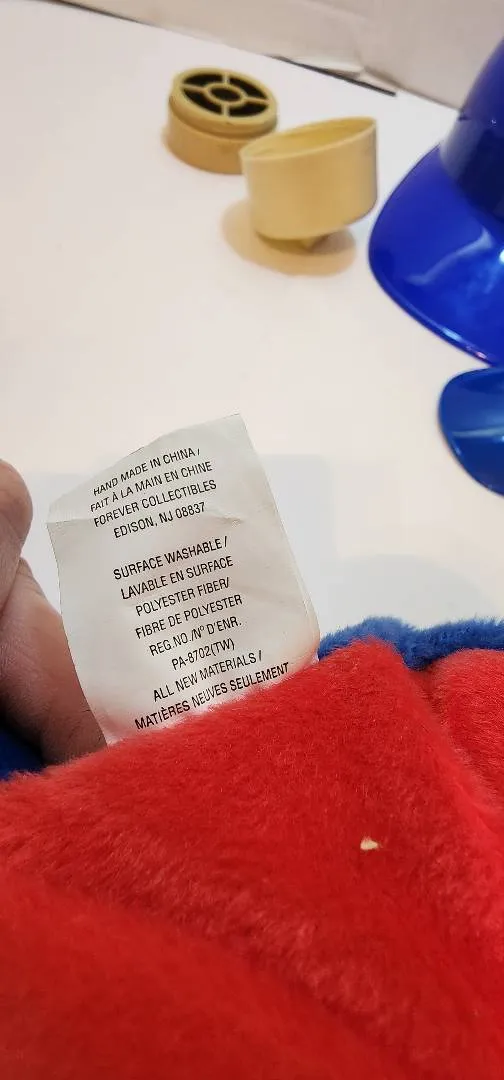 HAND MADE IN CHINA /
FAIT À LA MAIN EN CHINE
FOREVER COLLECTIBLES
EDISON, NJ 08837
SURFACE WASHABLE /
LAVABLE EN SURFACE
POLYESTER FIBER/
FIBRE DE POLYESTER
REG.NO./N° D'ENR.
PA-8702(TW)
ALL NEW MATERIALS /
MATIÈRES NEUVES SEULEMENT